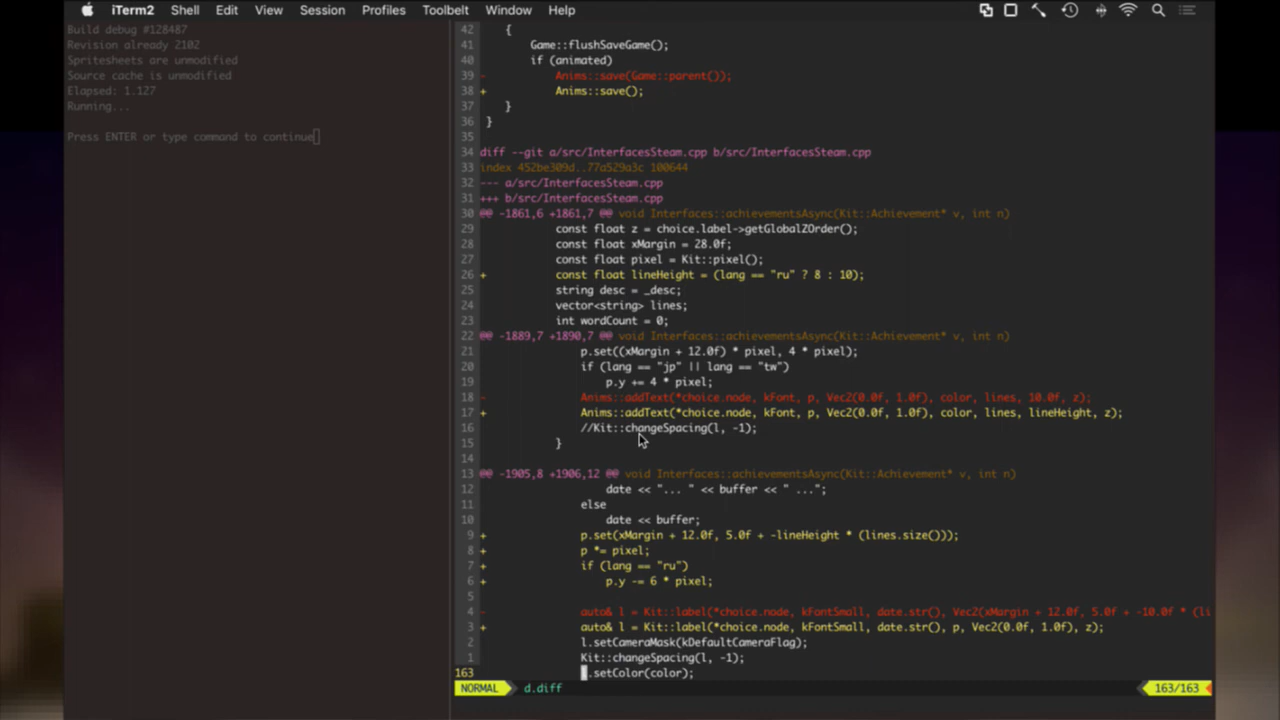 iTerm2 Shell Edit View Session Profiles Toolbelt Window Help
Build debug #128487
Revision already 2102
Spritesheets are unmodified
Source cache is unmodified
Elapsed: 1.127
Running...
Press ENTER or type command to continue
42 {
41 Game::flushSaveGame();
40 if (animated)
39 - Anims::save(Game::parent());
38 + Anims::save();
37 }
36 }
35
34 diff --git a/src/InterfacesSteam.cpp b/src/InterfacesSteam.cpp
33 index 452be309d..77a529a3c 100644
32 --- a/src/InterfacesSteam.cpp
31 +++ b/src/InterfacesSteam.cpp
30 @@ -1861,6 +1861,7 @@ void Interfaces::achievementsAsync(Kit::Achievement* v, int n)
29 const float z = choice.label->getGlobalZOrder();
28 const float xMargin = 28.0f;
27 const float pixel = Kit::pixel();
26 + const float lineHeight = (lang == "ru" ? 8 : 10);
25 string desc = _desc;
24 vector<string> lines;
23 int wordCount = 0;
22 @@ -1889,7 +1890,7 @@ void Interfaces::achievementsAsync(Kit::Achievement* v, int n)
21 p.set((xMargin + 12.0f) * pixel, 4 * pixel);
20 if (lang == "jp" || lang == "tw")
19 p.y += 4 * pixel;
18 - Anims::addText(*choice.node, kFont, p, Vec2(0.0f, 1.0f), color, lines, 10.0f, z);
17 + Anims::addText(*choice.node, kFont, p, Vec2(0.0f, 1.0f), color, lines, lineHeight, z);
16 //Kit::changeSpacing(l, -1);
15 }
14
13 @@ -1905,8 +1906,12 @@ void Interfaces::achievementsAsync(Kit::Achievement* v, int n)
12 date << "... " << buffer << " ...";
11 else
10 date << buffer;
9 + p.set(xMargin + 12.0f, 5.0f + -lineHeight * (lines.size()));
8 + p *= pixel;
7 + if (lang == "ru")
6 + p.y -= 6 * pixel;
5
4 - auto& l = Kit::label(*choice.node, kFontSmall, date.str(), Vec2(xMargin + 12.0f, 5.0f + -10.0f * (li
3 + auto& l = Kit::label(*choice.node, kFontSmall, date.str(), p, Vec2(0.0f, 1.0f), z);
2 l.setCameraMask(kDefaultCameraFlag);
1 Kit::changeSpacing(l, -1);
163 .setColor(color);
NORMAL d.diff 163/163